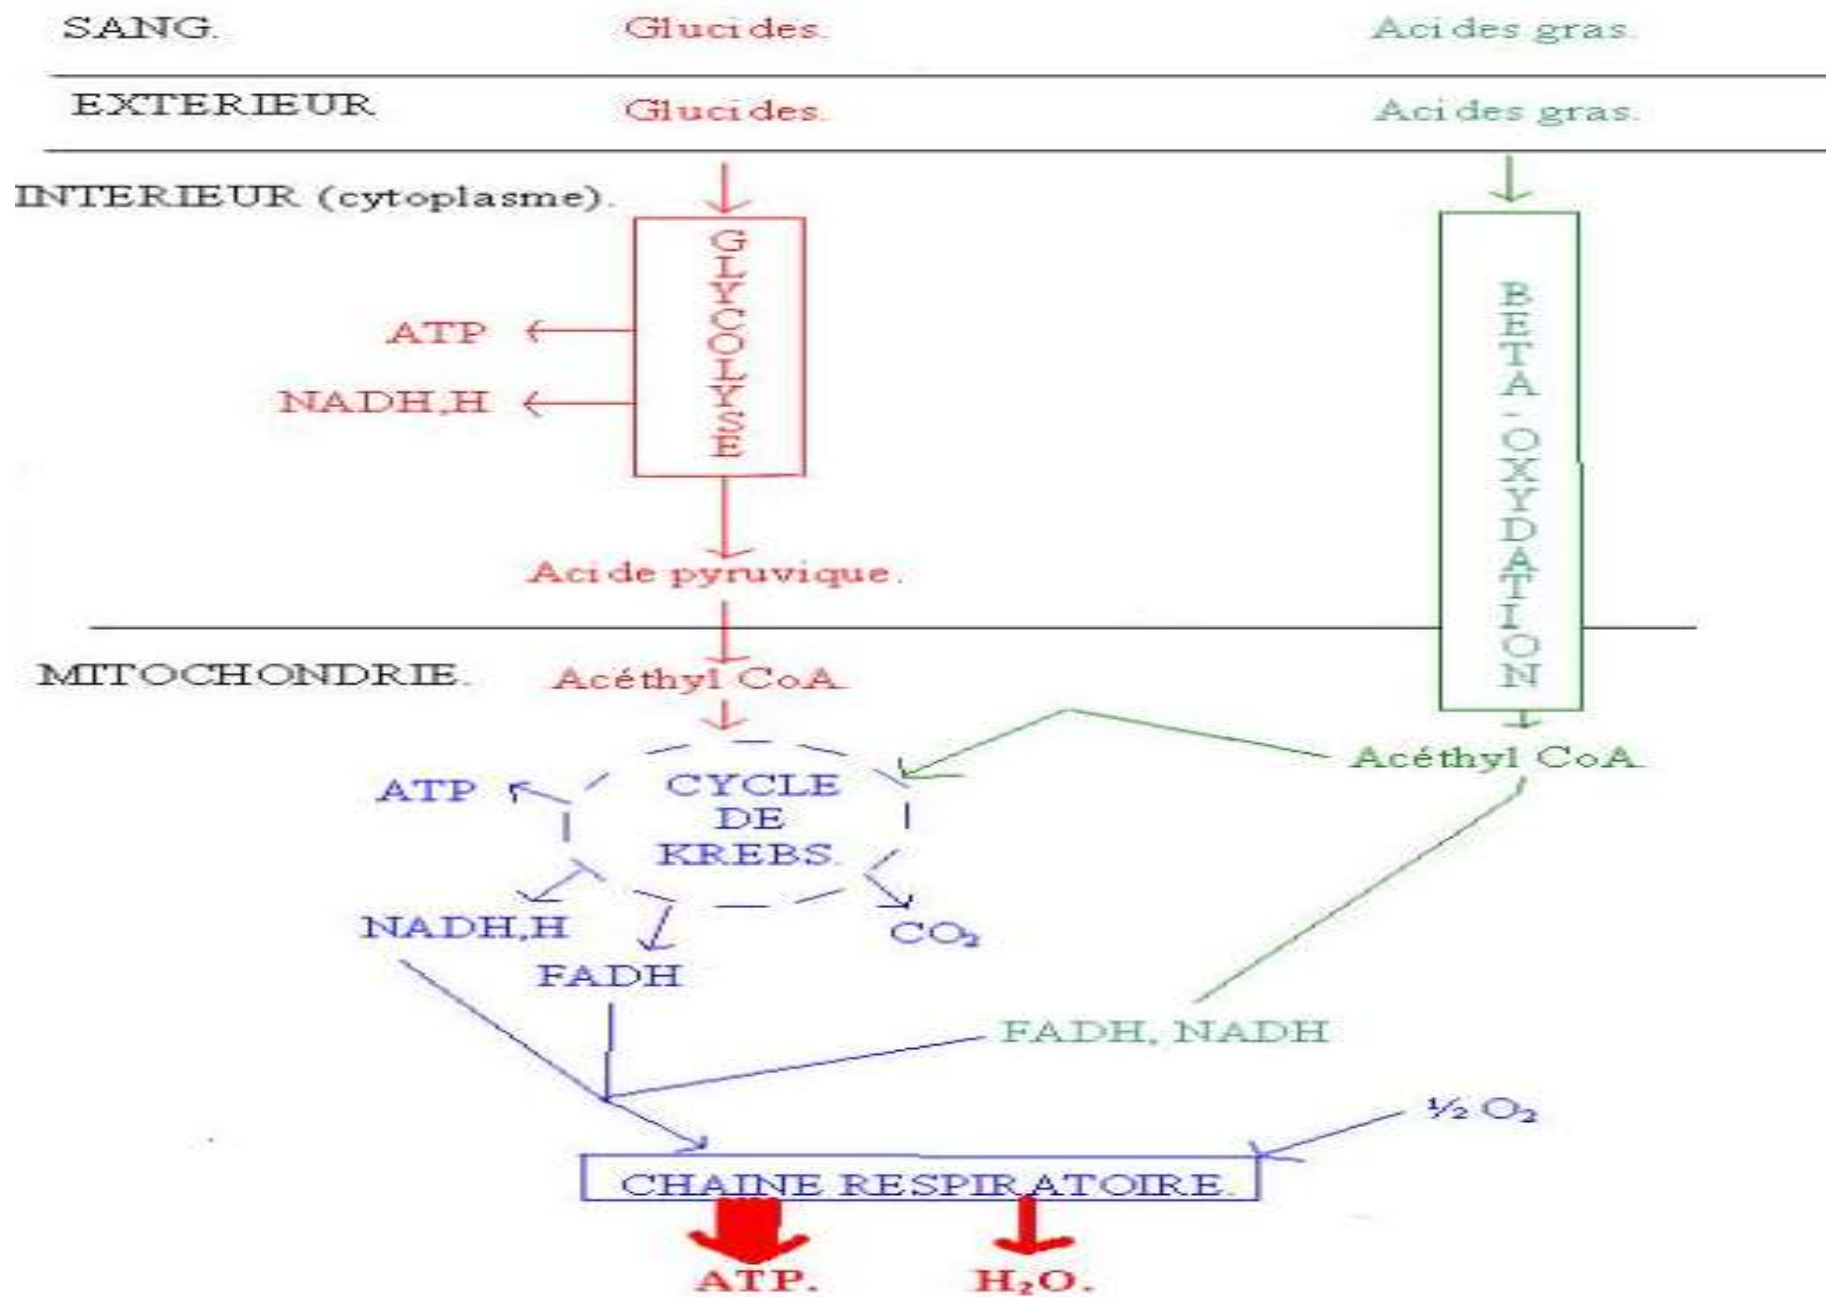 SANG.
Glucides.
Acides gras.
EXTERIEUR
Glucides.
Acides gras.
INTERIEUR (cytoplasme).
GLYCOLYSE
BETA-OXYDATION
ATP
NADH,H
Acide pyruvique.
MITOCHONDRIE.
Acéthyl CoA
Acéthyl CoA
ATP
CYCLE
DE
KREBS.
NADH,H
CO₂
FADH
FADH, NADH
½ O₂
CHAINE RESPIRATOIRE.
ATP.
H₂O.